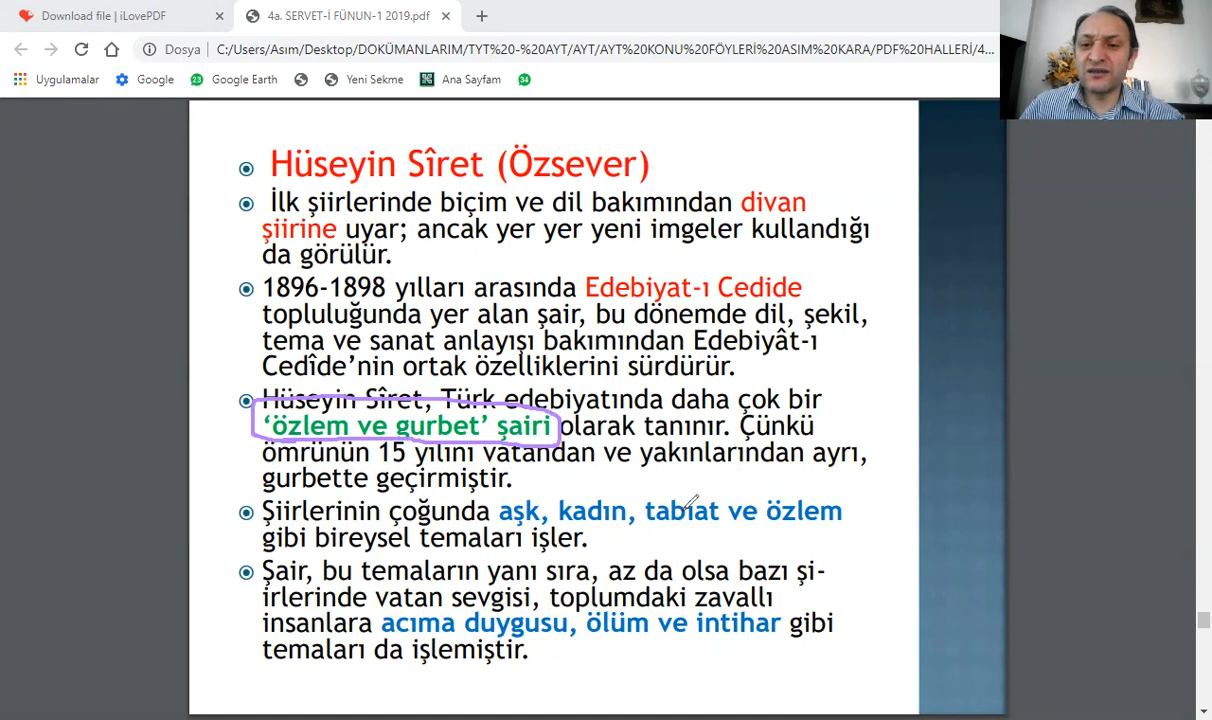 Download file | iLovePDF
4a. SERVET-İ FÜNUN-1 2019.pdf
Dosya
C:/Users/Asım/Desktop/DOKÜMANLARIM/TYT%20-%20AYT/AYT/AYT%20KONU%20FÖYLERİ%20ASIM%20KARA/PDF%20HALLERİ/4...
Uygulamalar
Google
23
Google Earth
Yeni Sekme
Ana Sayfam
34
Hüseyin Sîret (Özsever)
İlk şiirlerinde biçim ve dil bakımından divan
şiirine uyar; ancak yer yer yeni imgeler kullandığı
da görülür.
1896-1898 yılları arasında Edebiyat-ı Cedide
topluluğunda yer alan şair, bu dönemde dil, şekil,
tema ve sanat anlayışı bakımından Edebiyât-ı
Cedîde’nin ortak özelliklerini sürdürür.
Hüseyin Sîret, Türk edebiyatında daha çok bir
‘özlem ve gurbet’ şairi olarak tanınır. Çünkü
ömrünün 15 yılını vatandan ve yakınlarından ayrı,
gurbette geçirmiştir.
Şiirlerinin çoğunda aşk, kadın, tabiat ve özlem
gibi bireysel temaları işler.
Şair, bu temaların yanı sıra, az da olsa bazı şi-
irlerinde vatan sevgisi, toplumdaki zavallı
insanlara acıma duygusu, ölüm ve intihar gibi
temaları da işlemiştir.